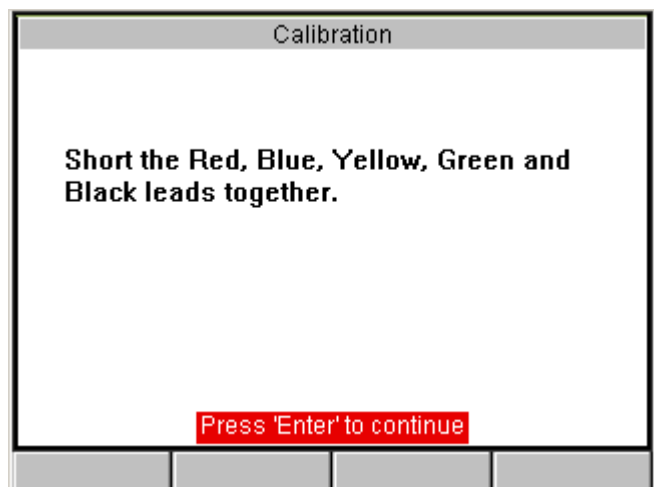 Calibration
Short the Red, Blue, Yellow, Green and
Black leads together.
Press 'Enter' to continue